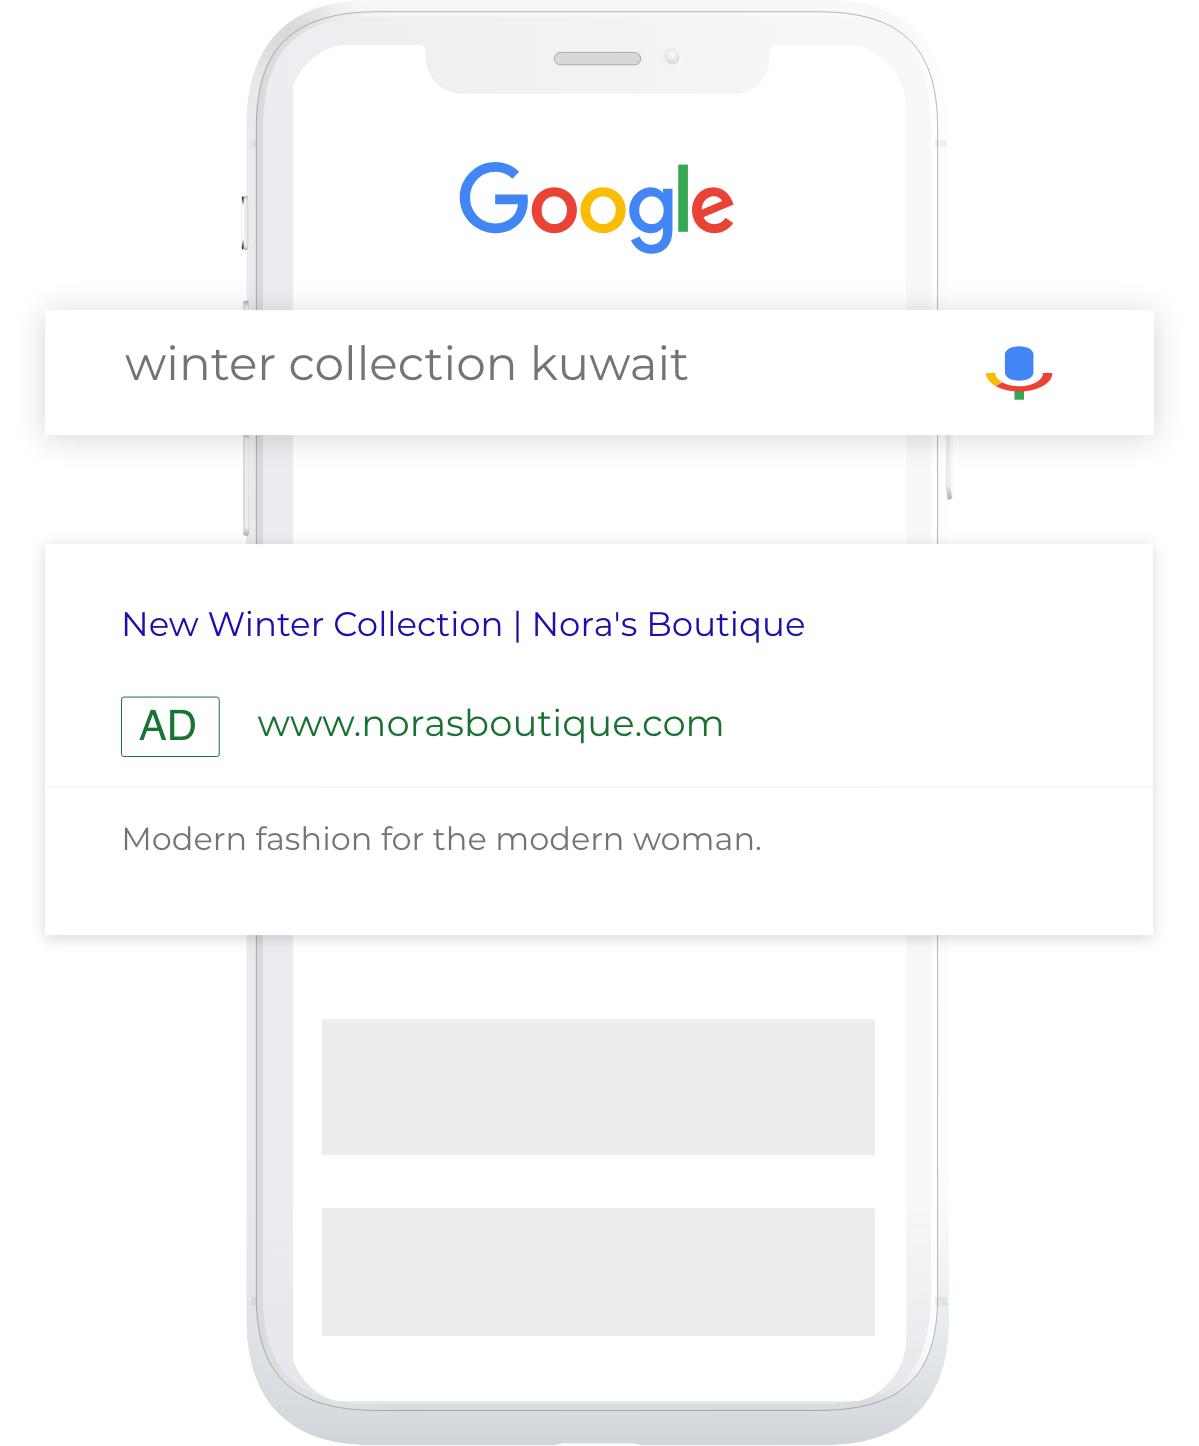 Google
winter collection kuwait
New Winter Collection | Nora's Boutique
AD www.norasboutique.com
Modern fashion for the modern woman.